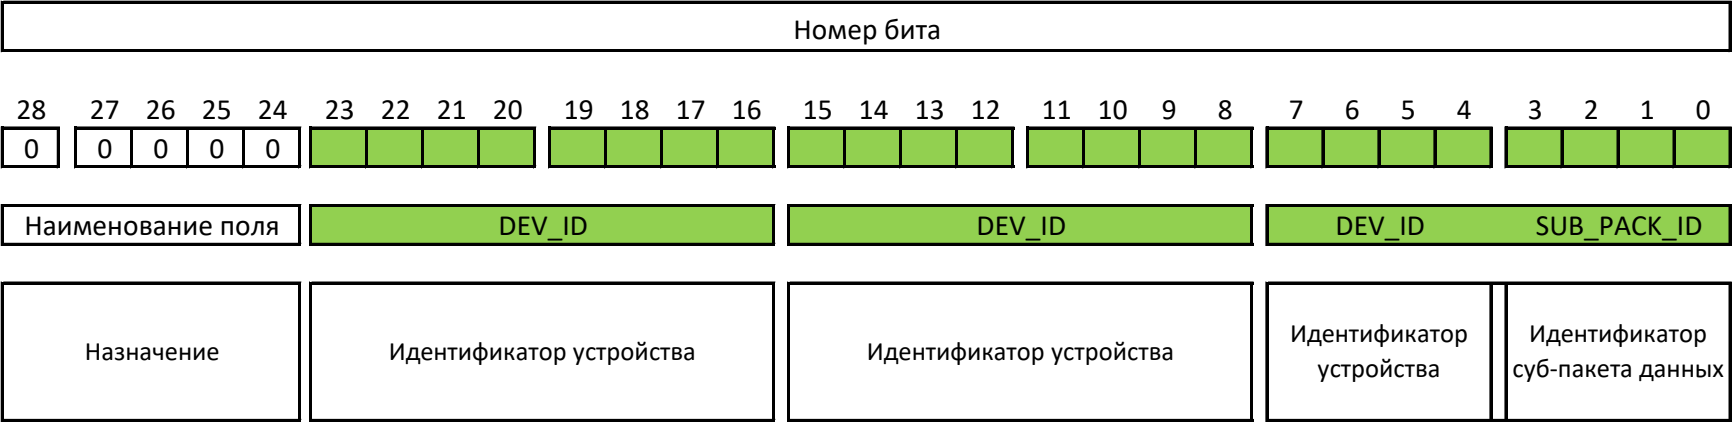 Номер бита
28 27 26 25 24 23 22 21 20 19 18 17 16 15 14 13 12 11 10 9 8 7 6 5 4 3 2 1 0
0 0 0 0 0
Наименование поля DEV_ID DEV_ID DEV_ID SUB_PACK_ID
Назначение Идентификатор устройства Идентификатор устройства Идентификатор устройства Идентификатор суб-пакета данных